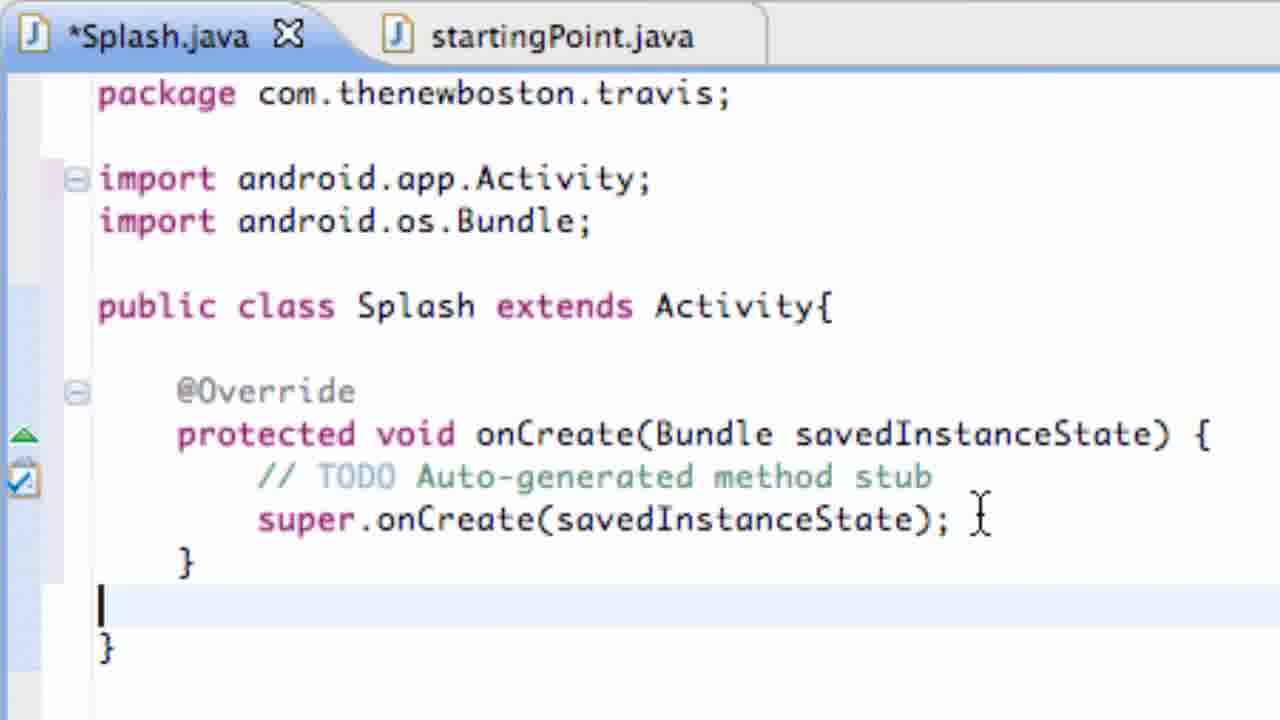 *Splash.java
startingPoint.java
package com.thenewboston.travis;
import android.app.Activity;
import android.os.Bundle;
public class Splash extends Activity{
@Override
protected void onCreate(Bundle savedInstanceState) {
// TODO Auto-generated method stub
super.onCreate(savedInstanceState);
}
}